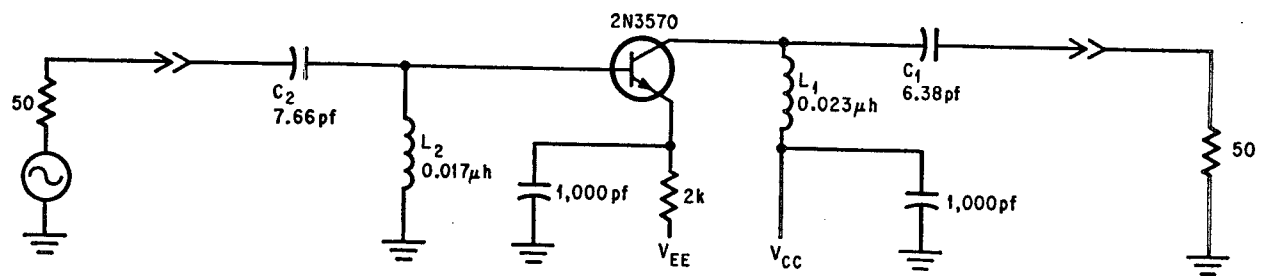 2N3570
50
C2
7.66pf
L2
0.017μh
1,000pf
2k
VEE
L1
0.023μh
VCC
C1
6.38pf
1,000pf
50